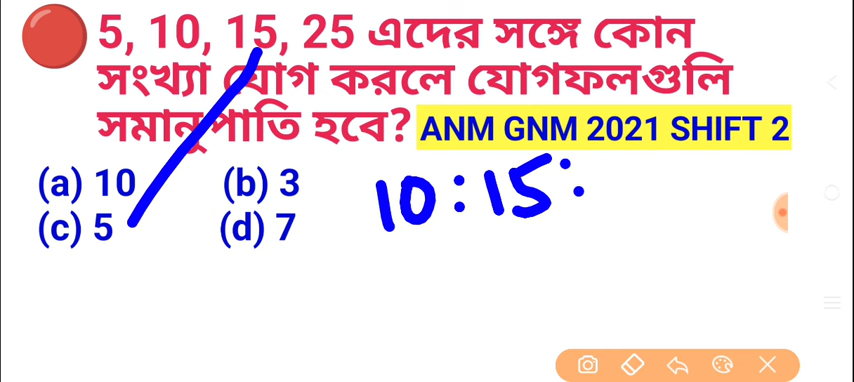 5, 10, 15, 25 এদের সঙ্গে কোন
সংখ্যা যোগ করলে যোগফলগুলি
সমানুপাতি হবে? ANM GNM 2021 SHIFT 2
(a) 10 (b) 3
(c) 5 (d) 7
10 : 15 :